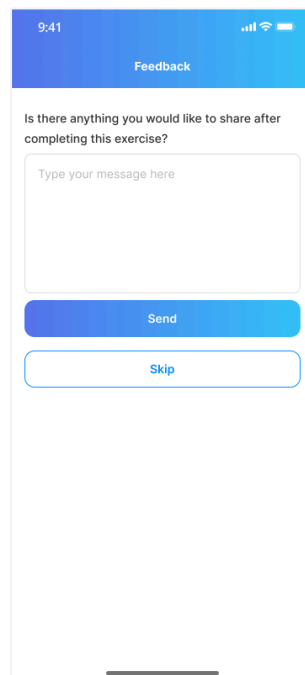 9:41
Feedback
Is there anything you would like to share after
completing this exercise?
Type your message here
Send
Skip